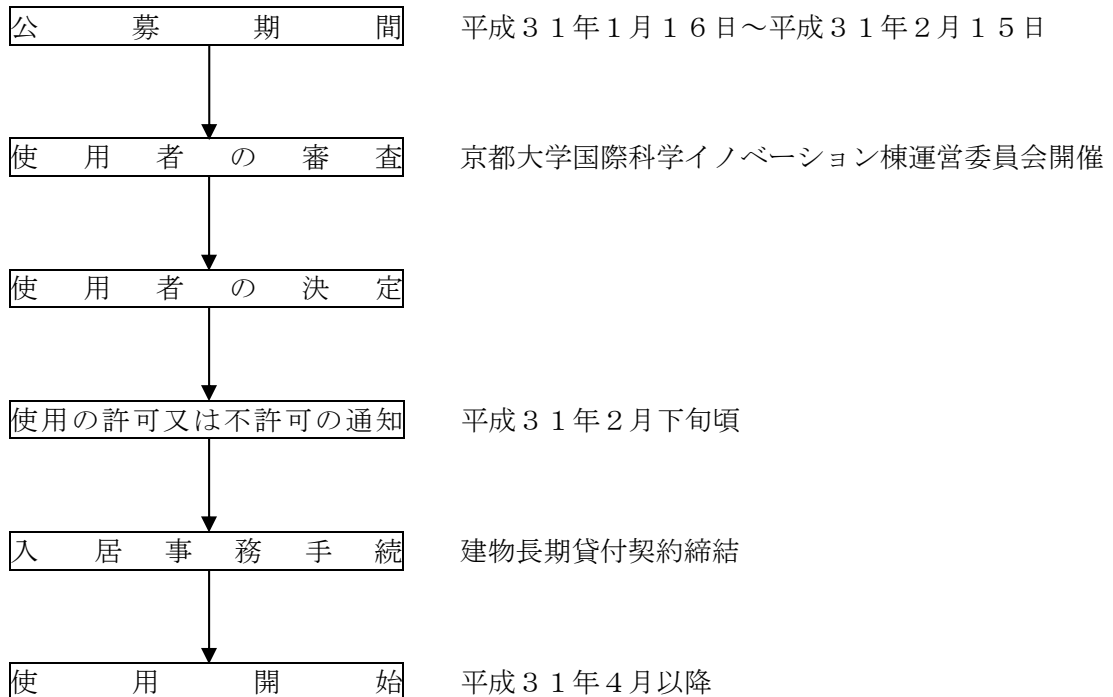 公募期間 平成３１年１月１６日～平成３１年２月１５日
使用者の審査 京都大学国際科学イノベーション棟運営委員会開催
使用者の決定
使用の許可又は不許可の通知 平成３１年２月下旬頃
入居事務手続 建物長期貸付契約締結
使用開始 平成３１年４月以降